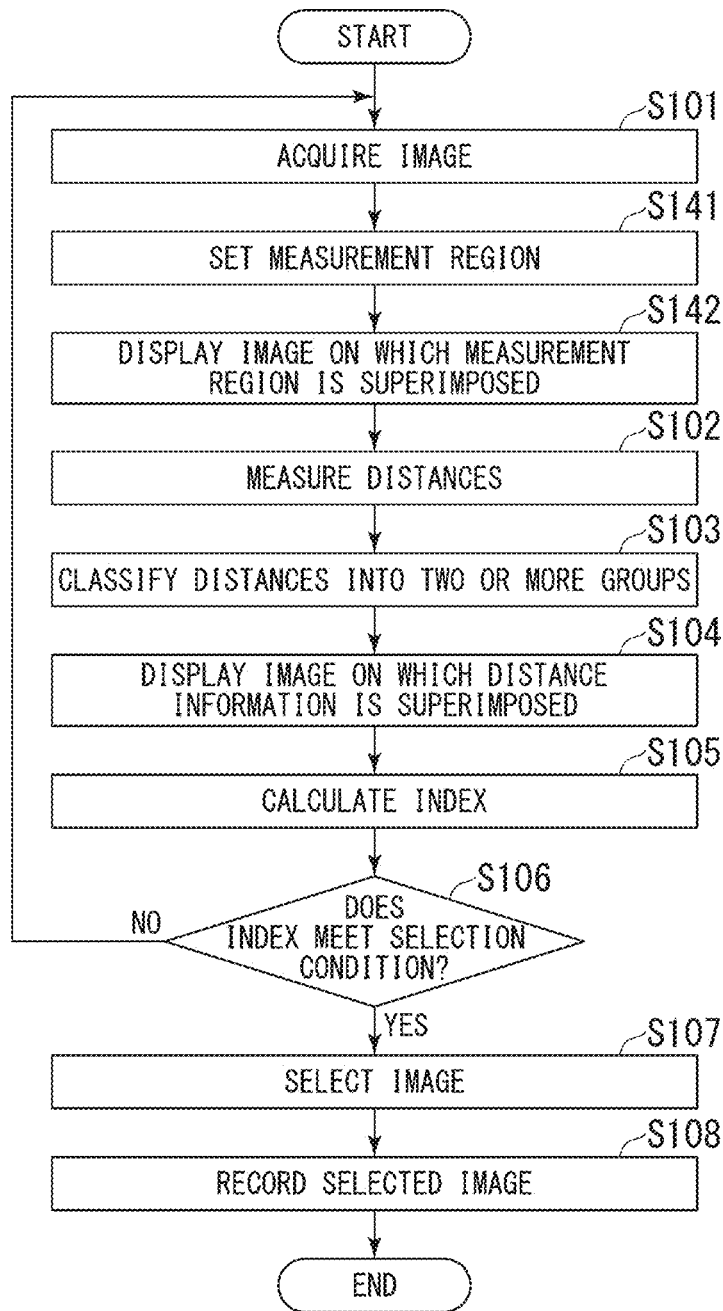 START
S101
ACQUIRE IMAGE
S141
SET MEASUREMENT REGION
S142
DISPLAY IMAGE ON WHICH MEASUREMENT
REGION IS SUPERIMPOSED
S102
MEASURE DISTANCES
S103
CLASSIFY DISTANCES INTO TWO OR MORE GROUPS
S104
DISPLAY IMAGE ON WHICH DISTANCE
INFORMATION IS SUPERIMPOSED
S105
CALCULATE INDEX
S106
DOES
INDEX MEET SELECTION
CONDITION?
NO
YES
S107
SELECT IMAGE
S108
RECORD SELECTED IMAGE
END